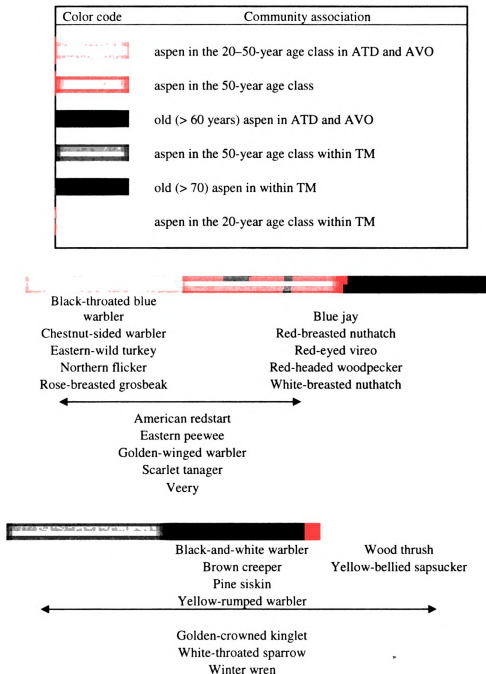 Color code Community association
aspen in the 20–50-year age class in ATD and AVO
aspen in the 50-year age class
old (> 60 years) aspen in ATD and AVO
aspen in the 50-year age class within TM
old (> 70) aspen in within TM
aspen in the 20-year age class within TM
Black-throated blue
warbler
Chestnut-sided warbler
Eastern-wild turkey
Northern flicker
Rose-breasted grosbeak
Blue jay
Red-breasted nuthatch
Red-eyed vireo
Red-headed woodpecker
White-breasted nuthatch
American redstart
Eastern peewee
Golden-winged warbler
Scarlet tanager
Veery
Black-and-white warbler
Brown creeper
Pine siskin
Yellow-rumped warbler
Wood thrush
Yellow-bellied sapsucker
Golden-crowned kinglet
White-throated sparrow
Winter wren